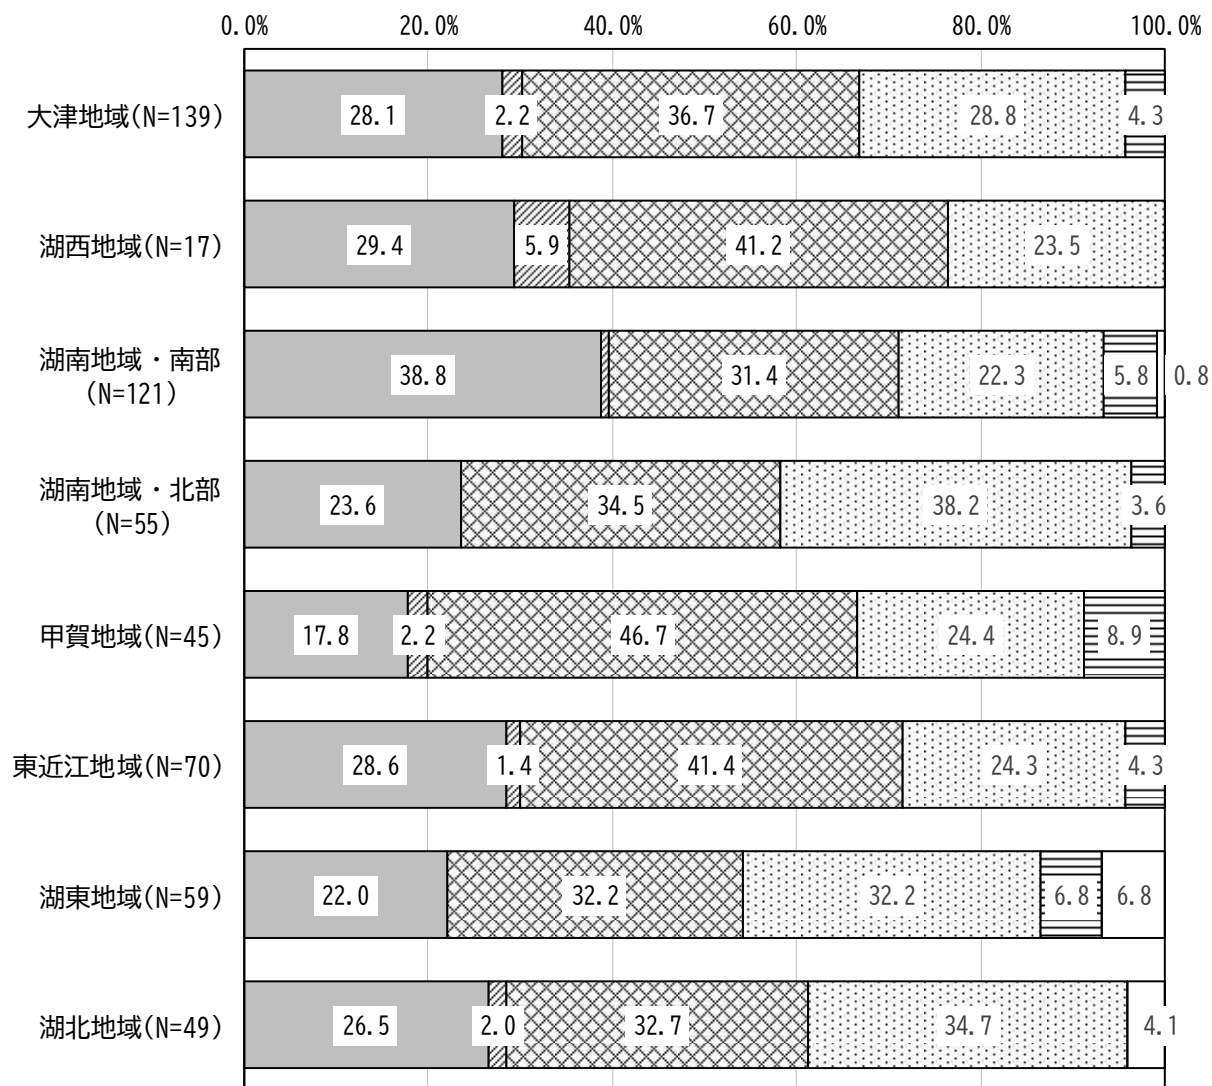 0.0% 20.0% 40.0% 60.0% 80.0% 100.0%
大津地域(N=139) 28.1 2.2 36.7 28.8 4.3
湖西地域(N=17) 29.4 5.9 41.2 23.5
湖南地域・南部
(N=121)
38.8 31.4 22.3 5.8 0.8
湖南地域・北部
(N=55)
23.6 34.5 38.2 3.6
甲賀地域(N=45) 17.8 2.2 46.7 24.4 8.9
東近江地域(N=70) 28.6 1.4 41.4 24.3 4.3
湖東地域(N=59) 22.0 32.2 32.2 6.8 6.8
湖北地域(N=49) 26.5 2.0 32.7 34.7 4.1